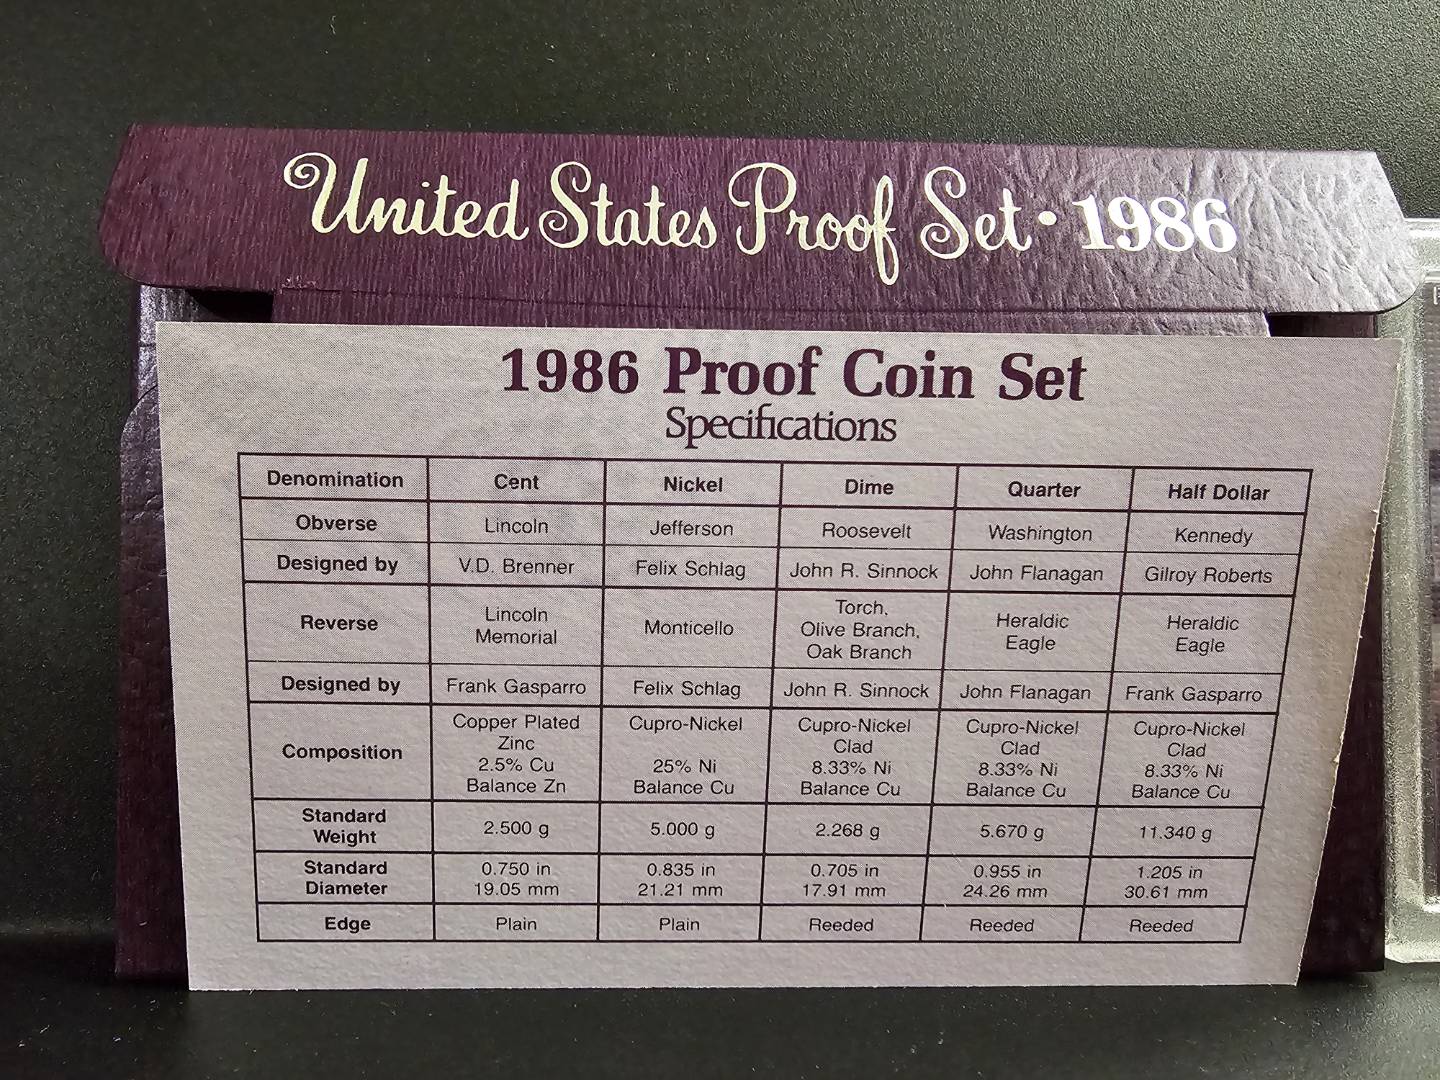 United States Proof Set · 1986
1986 Proof Coin Set
Specifications
Denomination Cent Nickel Dime Quarter Half Dollar
Obverse Lincoln Jefferson Roosevelt Washington Kennedy
Designed by V.D. Brenner Felix Schlag John R. Sinnock John Flanagan Gilroy Roberts
Reverse Lincoln Memorial Monticello Torch, Olive Branch, Oak Branch Heraldic Eagle Heraldic Eagle
Designed by Frank Gasparro Felix Schlag John R. Sinnock John Flanagan Frank Gasparro
Composition Copper Plated Zinc 2.5% Cu Balance Zn Cupro-Nickel 25% Ni Balance Cu Cupro-Nickel Clad 8.33% Ni Balance Cu Cupro-Nickel Clad 8.33% Ni Balance Cu Cupro-Nickel Clad 8.33% Ni Balance Cu
Standard Weight 2.500 g 5.000 g 2.268 g 5.670 g 11.340 g
Standard Diameter 0.750 in 19.05 mm 0.835 in 21.21 mm 0.705 in 17.91 mm 0.955 in 24.26 mm 1.205 in 30.61 mm
Edge Plain Plain Reeded Reeded Reeded